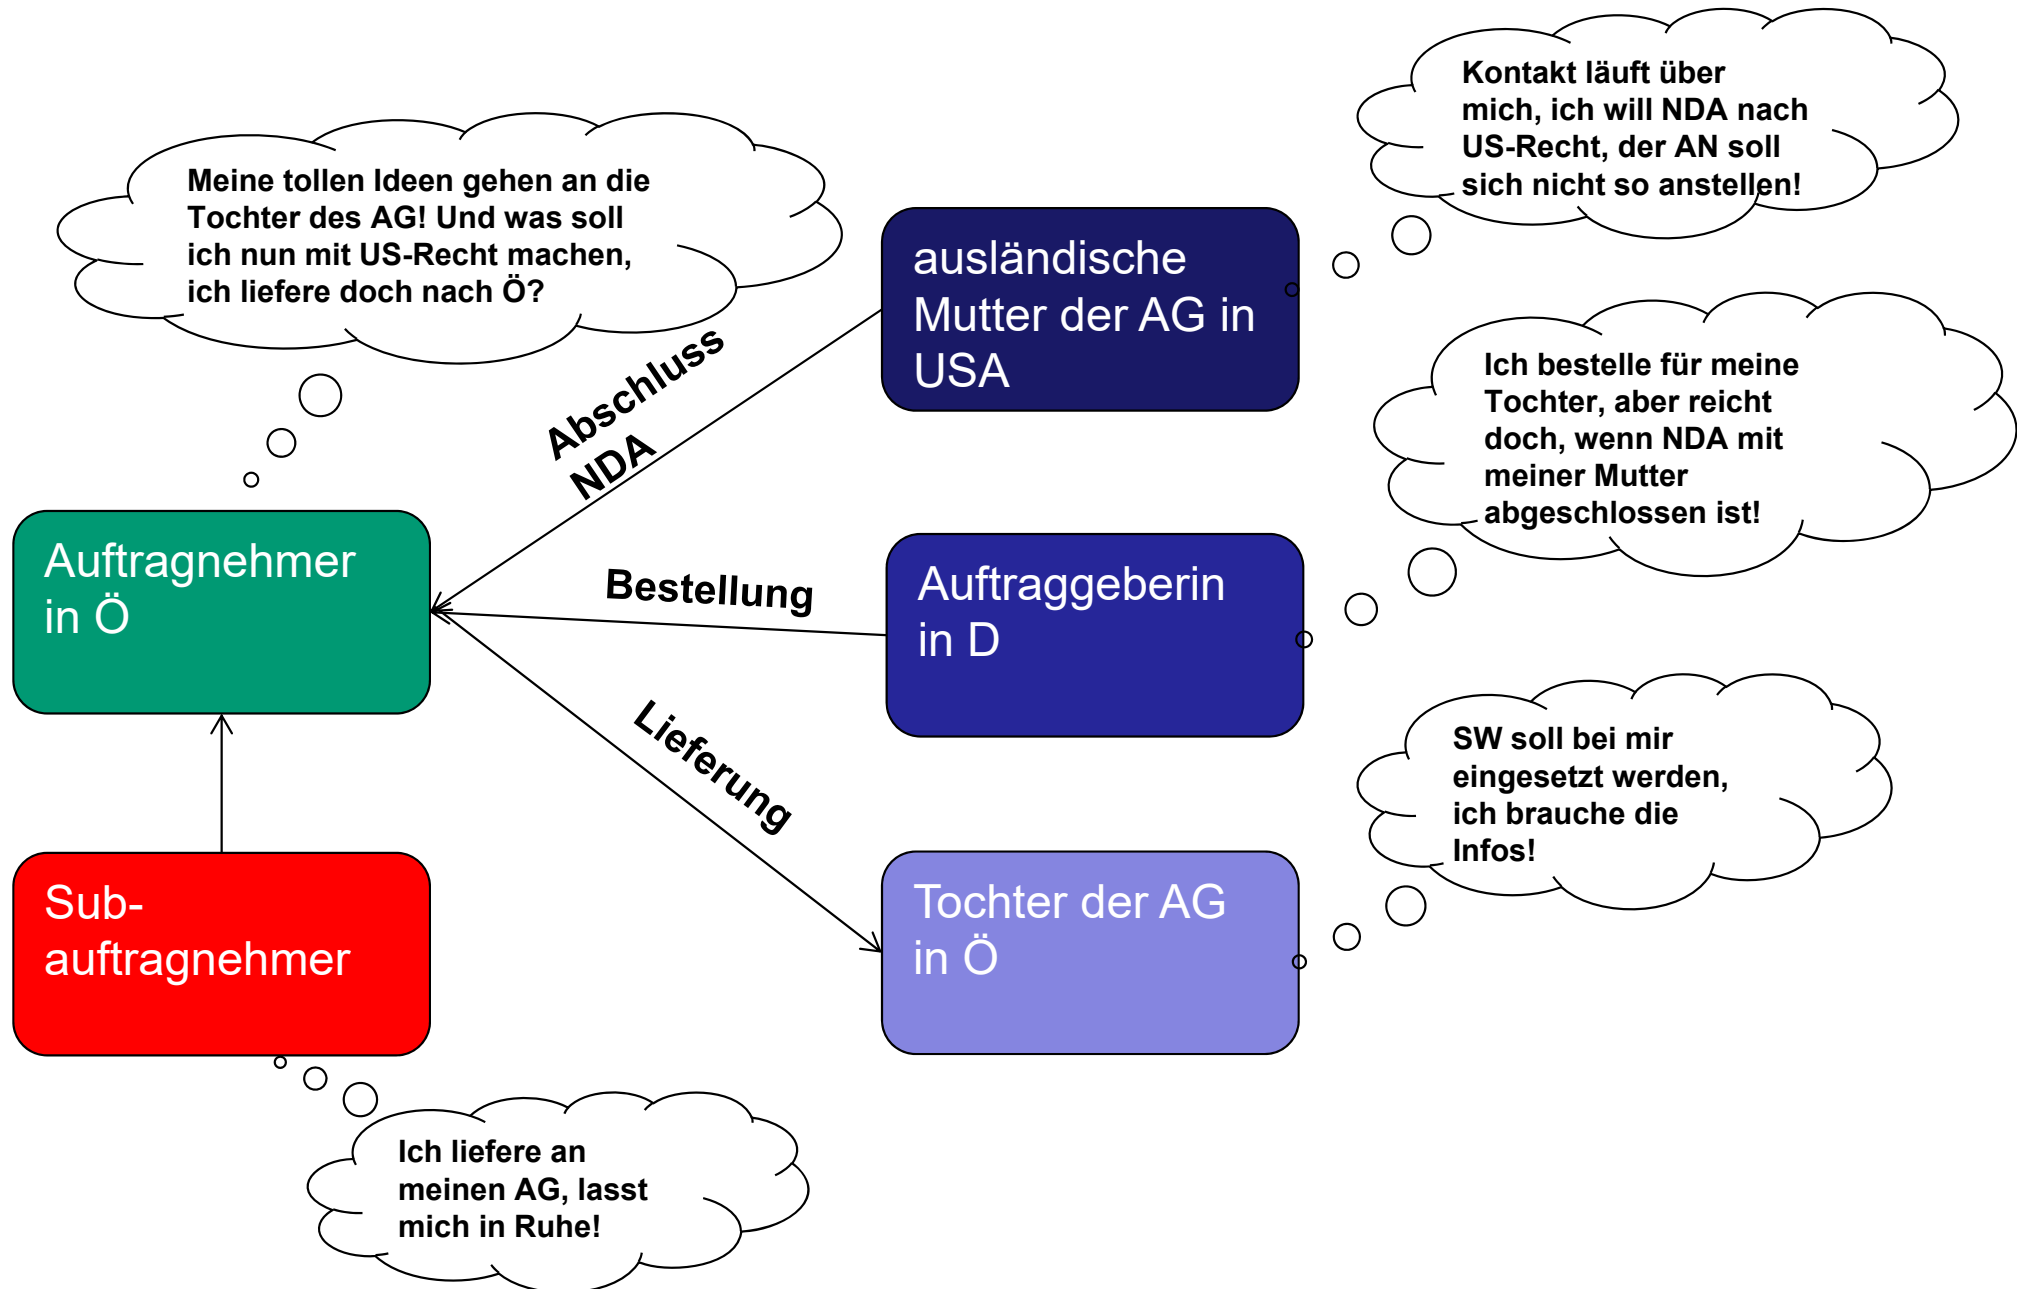 Kontakt läuft über
mich, ich will NDA nach
US-Recht, der AN soll
sich nicht so anstellen!
Meine tollen Ideen gehen an die
Tochter des AG! Und was soll
ich nun mit US-Recht machen,
ich liefere doch nach Ö?
ausländische
Mutter der AG in
USA
Abschluss
NDA
Ich bestelle für meine
Tochter, aber reicht
doch, wenn NDA mit
meiner Mutter
abgeschlossen ist!
Auftragnehmer
in Ö
Bestellung
Auftraggeberin
in D
Lieferung
SW soll bei mir
eingesetzt werden,
ich brauche die
Infos!
Sub-
auftragnehmer
Tochter der AG
in Ö
Ich liefere an
meinen AG, lasst
mich in Ruhe!